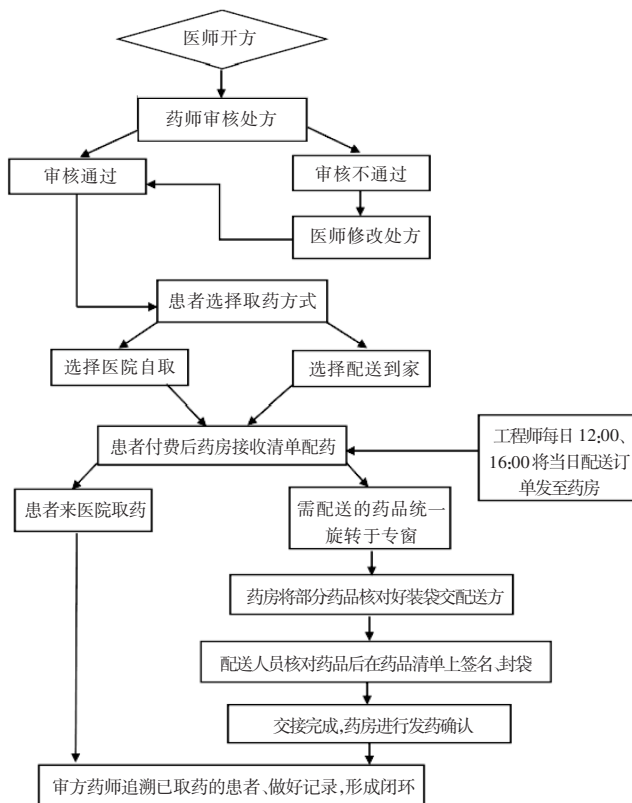 医师开方
药师审核处方
审核通过
审核不通过
医师修改处方
患者选择取药方式
选择医院自取
选择配送到家
患者付费后药房接收清单配药
工程师每日 12:00、
16:00 将当日配送订
单发至药房
患者来医院取药
需配送的药品统一
旋转于专窗
药房将部分药品核对好装袋交配送方
配送人员核对药品后在药品清单上签名、封袋
交接完成,药房进行发药确认
审方药师追溯已取药的患者、做好记录,形成闭环